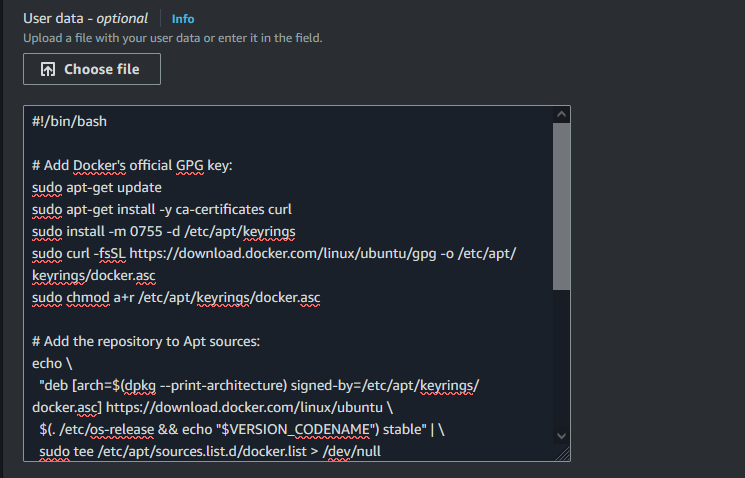 User data - optional Info
Upload a file with your user data or enter it in the field.
Choose file
#!/bin/bash
# Add Docker's official GPG key:
sudo apt-get update
sudo apt-get install -y ca-certificates curl
sudo install -m 0755 -d /etc/apt/keyrings
sudo curl -fsSL https://download.docker.com/linux/ubuntu/gpg -o /etc/apt/
keyrings/docker.asc
sudo chmod a+r /etc/apt/keyrings/docker.asc
# Add the repository to Apt sources:
echo \
"deb [arch=$(dpkg --print-architecture) signed-by=/etc/apt/keyrings/
docker.asc] https://download.docker.com/linux/ubuntu \
$(. /etc/os-release && echo "$VERSION_CODENAME") stable" | \
sudo tee /etc/apt/sources.list.d/docker.list > /dev/null